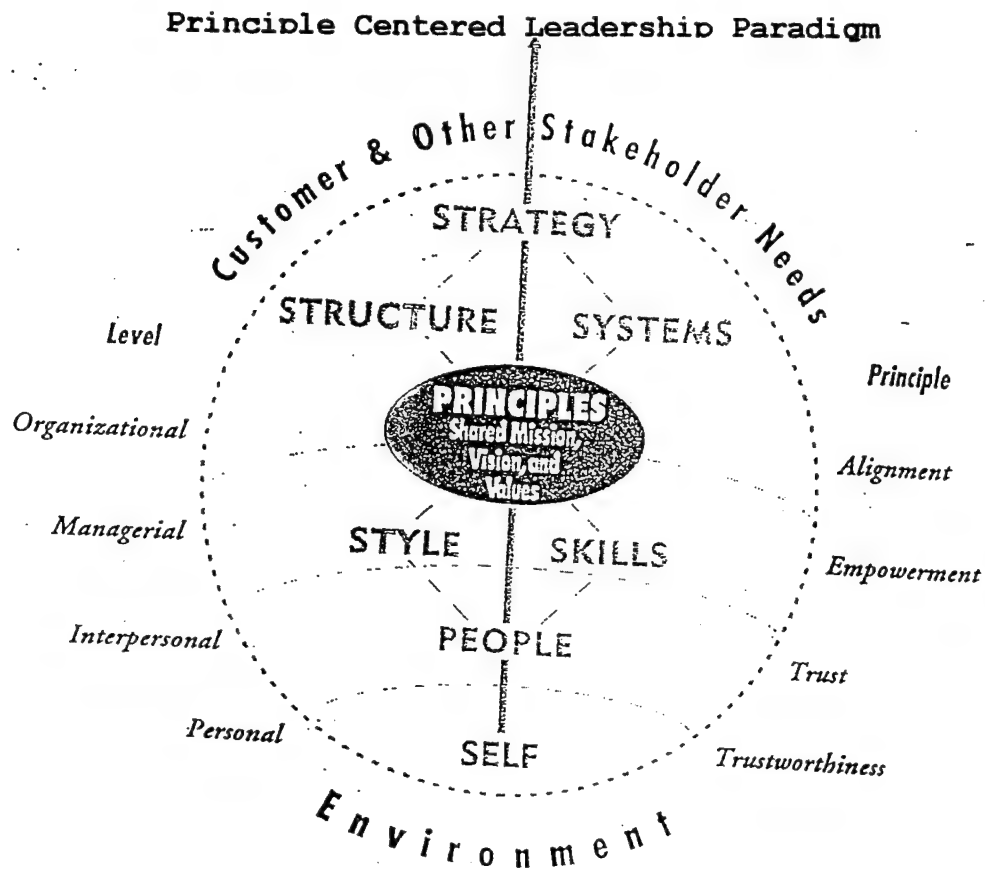 Principle Centered Leadership Paradigm
Customer & Other Stakeholder Needs
STRATEGY
STRUCTURE
SYSTEMS
Level
Principle
PRINCIPLES
Shared Mission,
Vision, and
Values
Organizational
Alignment
Managerial
STYLE
SKILLS
Empowerment
Interpersonal
PEOPLE
Trust
Personal
SELF
Trustworthiness
Environment